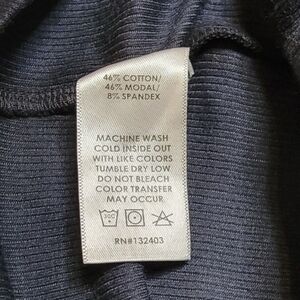 46% COTTON/
46% MODAL/
8% SPANDEX
MACHINE WASH
COLD INSIDE OUT
WITH LIKE COLORS
TUMBLE DRY LOW
DO NOT BLEACH
COLOR TRANSFER
MAY OCCUR
RN#132403